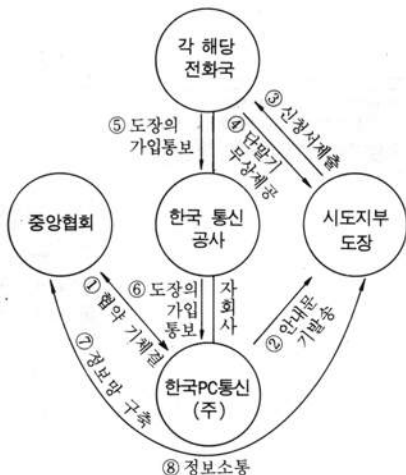 각 해당
전화국
③ 신청서제출
④ 단말기
무상제공
⑤ 도장의
가입통보
중앙협회
한국 통신
공사
시도지부
도장
① 협약 기체결
⑥ 도장의
가입
통보
자회사
② 안내문
기발송
⑦ 정보망 구축
한국PC통신
(주)
⑧ 정보소통